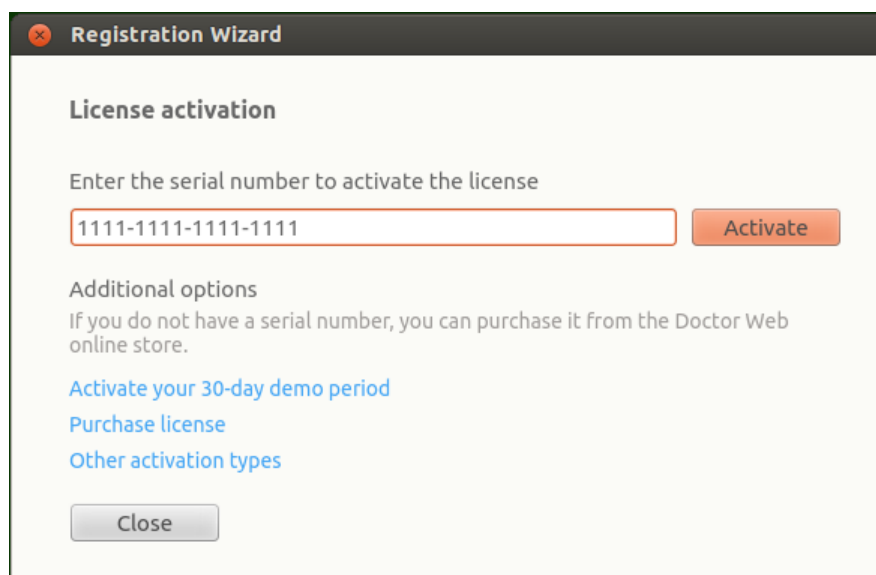 Registration Wizard
License activation
Enter the serial number to activate the license
1111-1111-1111-1111
Activate
Additional options
If you do not have a serial number, you can purchase it from the Doctor Web
online store.
Activate your 30-day demo period
Purchase license
Other activation types
Close